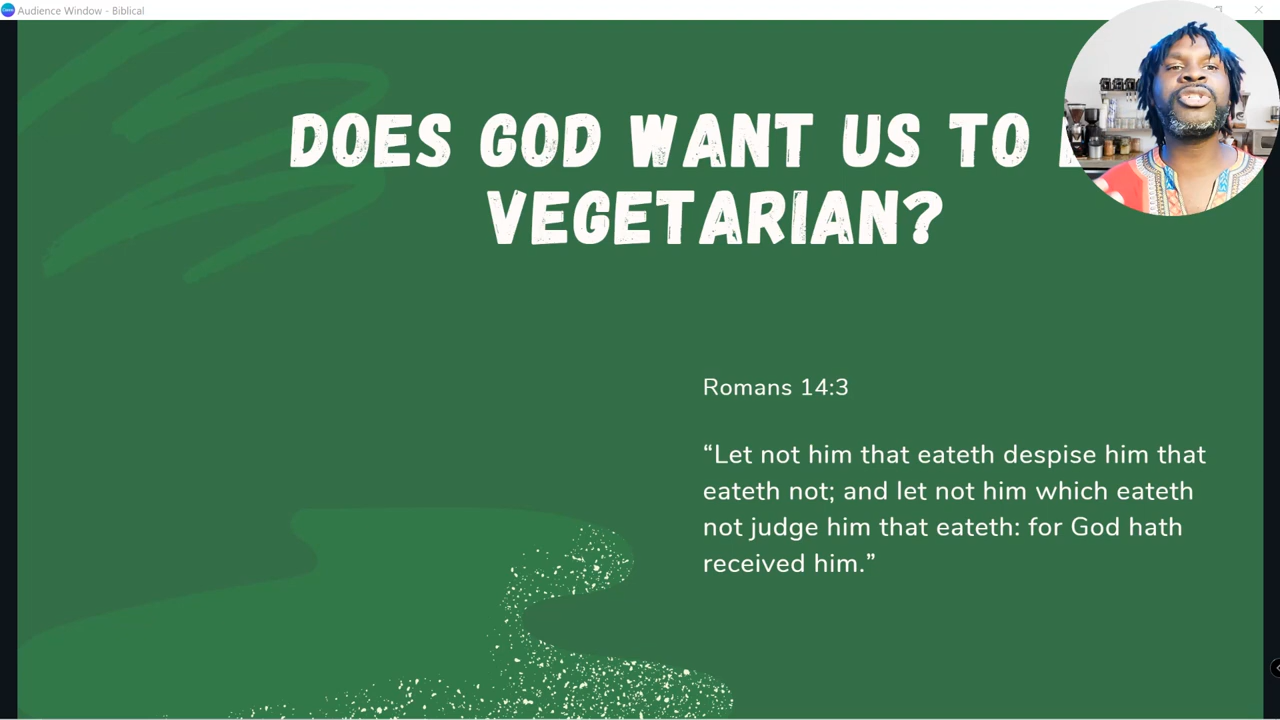 Audience Window - Biblical
DOES GOD WANT US TO
VEGETARIAN?
Romans 14:3
“Let not him that eateth despise him that
eateth not; and let not him which eateth
not judge him that eateth: for God hath
received him.”